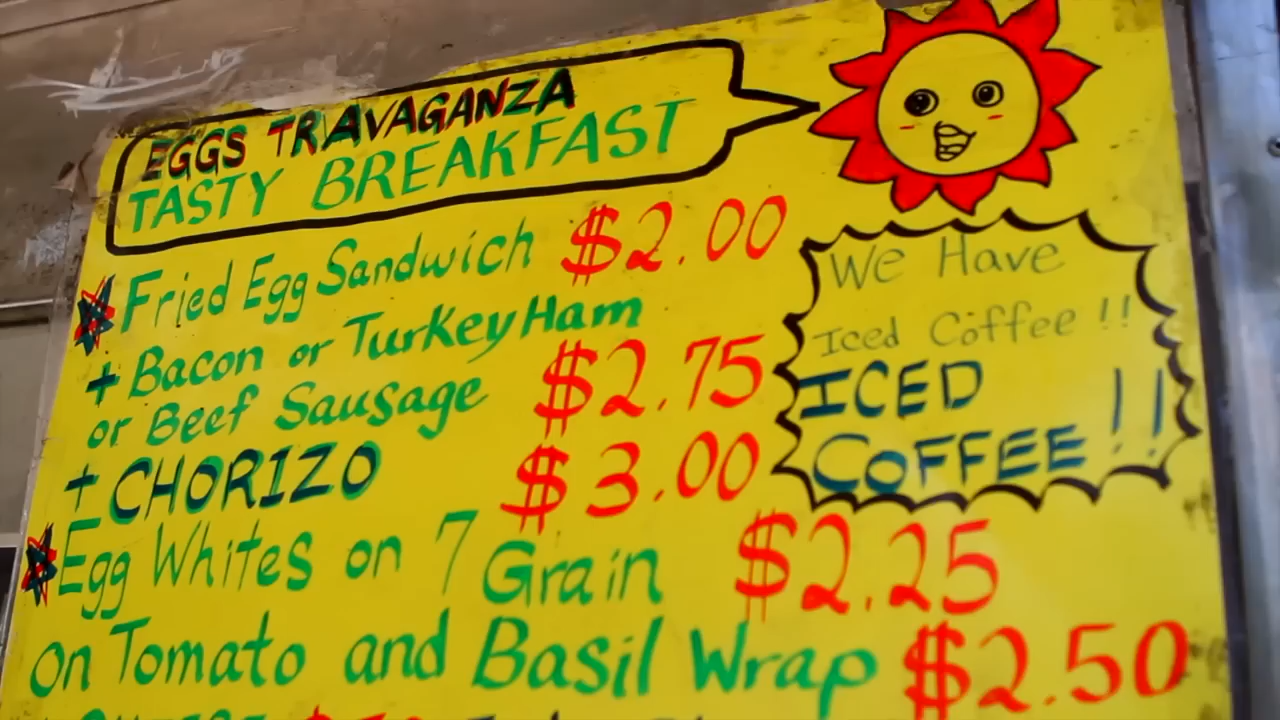 EGGS TRAVAGANZA
TASTY BREAKFAST
Fried Egg Sandwich $2.00
+ Bacon or Turkey Ham
or Beef Sausage $2.75
+ CHORIZO $3.00
We Have
Iced Coffee!!
ICED
COFFEE!!
Egg Whites on 7 Grain $2.25
on Tomato and Basil Wrap $2.50